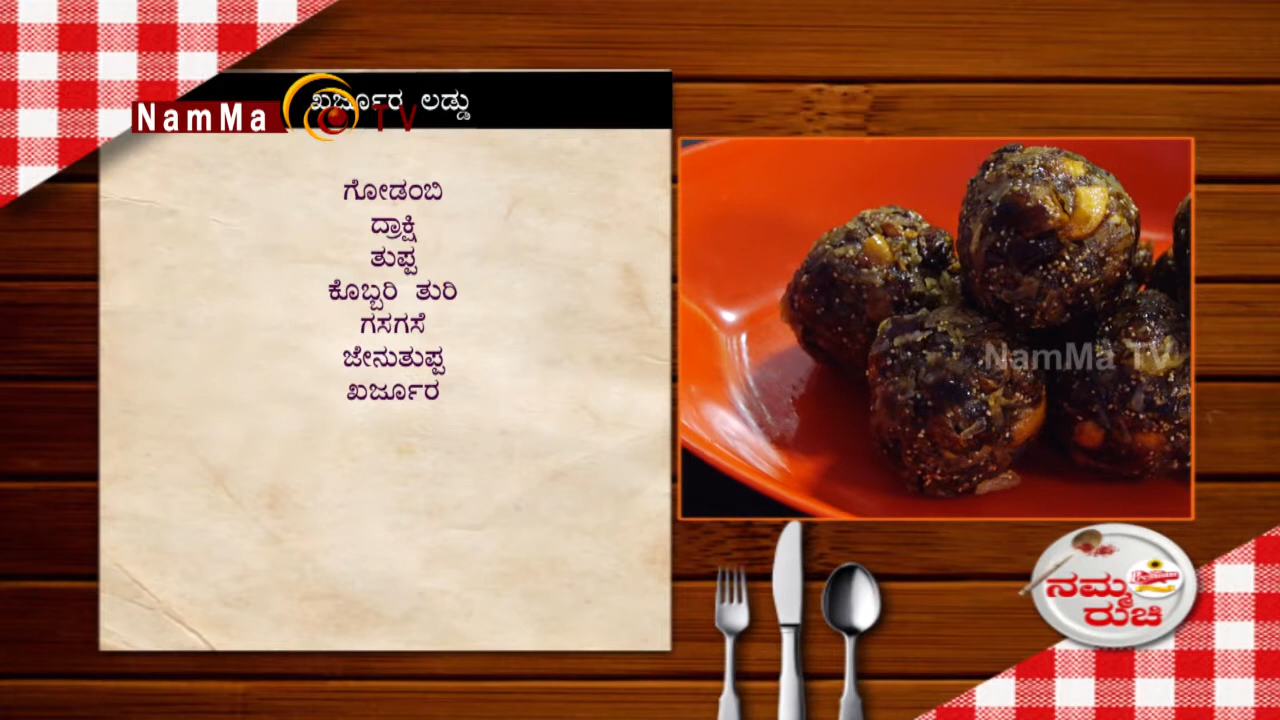 ಖರ್ಜೂರ ಲಡ್ಡು
NamMa TV
ಗೋಡಂಬಿ
ದ್ರಾಕ್ಷಿ
ತುಪ್ಪ
ಕೊಬ್ಬರಿ ತುರಿ
ಗಸಗಸೆ
ಜೇನುತುಪ್ಪ
ಖರ್ಜೂರ
NamMa TV
ನಮ್ಮ
ರುಚಿ